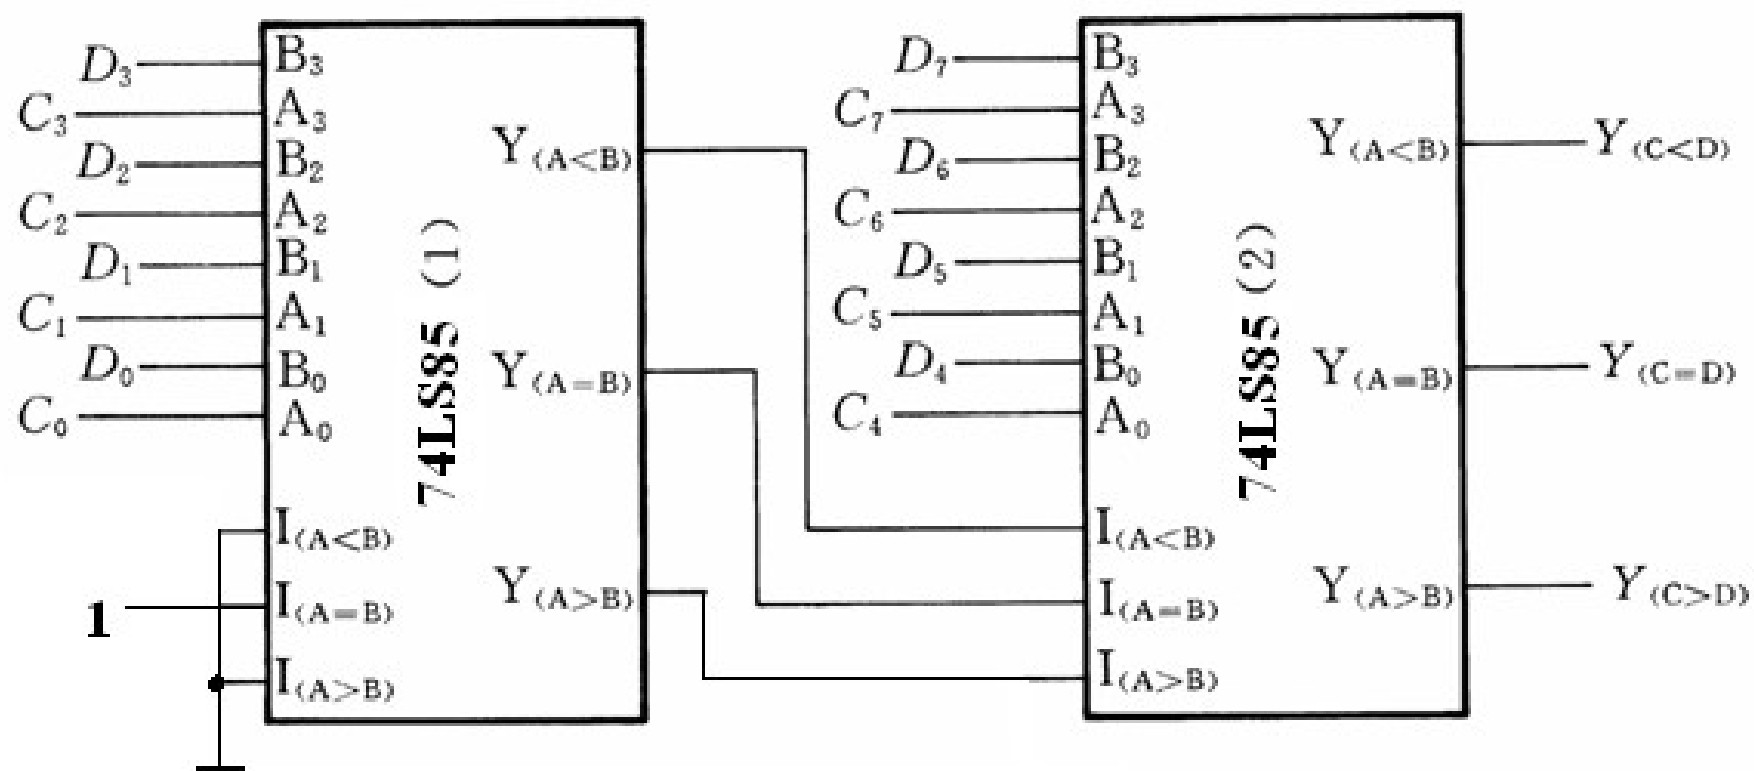 D₃
C₃
D₂
C₂
D₁
C₁
D₀
C₀
1
B₃
A₃
B₂
A₂
B₁
A₁
B₀
A₀
I(A<B)
I(A=B)
I(A>B)
74LS85 (1)
Y(A<B)
Y(A=B)
Y(A>B)
D₇
C₇
D₆
C₆
D₅
C₅
D₄
C₄
B₃
A₃
B₂
A₂
B₁
A₁
B₀
A₀
I(A<B)
I(A=B)
I(A>B)
74LS85 (2)
Y(A<B)
Y(A=B)
Y(A>B)
Y(C<D)
Y(C=D)
Y(C>D)